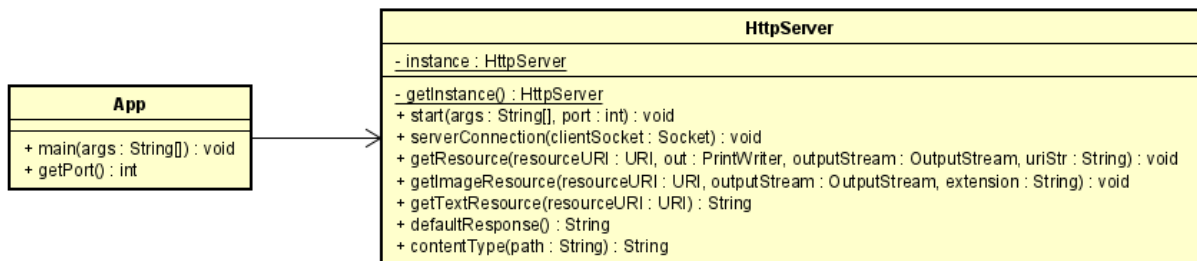 App
+ main(args : String[]) : void
+ getPort() : int
HttpServer
- instance : HttpServer
- getInstance() : HttpServer
+ start(args : String[], port : int) : void
+ serverConnection(clientSocket : Socket) : void
+ getResource(resourceURI : URI, out : PrintWriter, outputStream : OutputStream, uriStr : String) : void
+ getImageResource(resourceURI : URI, outputStream : OutputStream, extension : String) : void
+ getTextResource(resourceURI : URI) : String
+ defaultResponse() : String
+ contentType(path : String) : String